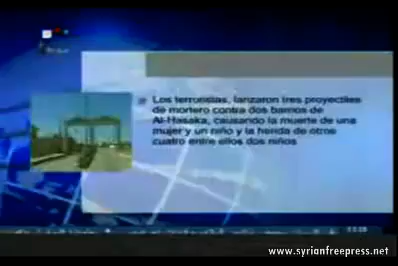 Los terroristas, lanzaron tres proyectiles
de mortero contra dos barrios de
Al-Hasaka, causando la muerte de una
mujer y un niño y la herida de otros
cuatro entre ellos dos niños
www.syrianfreepress.net